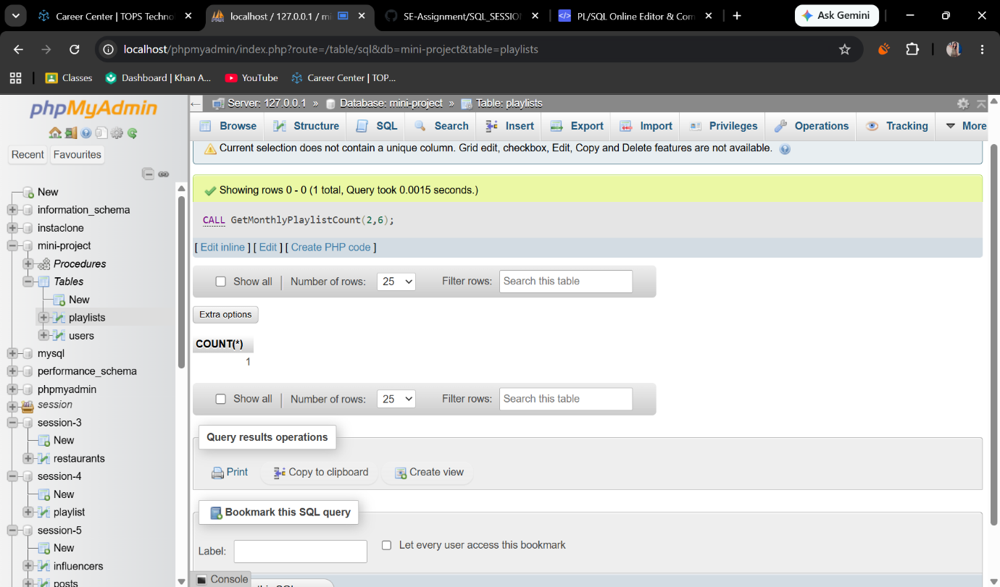 Career Center | TOPS Techno
localhost / 127.0.0.1 / mi
SE-Assignment/SQL_SESSION
PL/SQL Online Editor & Com
Ask Gemini
localhost/phpmyadmin/index.php?route=/table/sql&db=mini-project&table=playlists
Classes
Dashboard | Khan A...
YouTube
Career Center | TOP...
phpMyAdmin
Recent
Favourites
New
information_schema
instaclone
mini-project
Procedures
Tables
New
playlists
users
mysql
performance_schema
phpmyadmin
session
session-3
New
restaurants
session-4
New
playlist
session-5
New
influencers
posts
Server: 127.0.0.1 » Database: mini-project » Table: playlists
Browse
Structure
SQL
Search
Insert
Export
Import
Privileges
Operations
Tracking
More
Current selection does not contain a unique column. Grid edit, checkbox, Edit, Copy and Delete features are not available.
Showing rows 0 - 0 (1 total, Query took 0.0015 seconds.)
CALL GetMonthlyPlaylistCount(2,6);
[ Edit inline ] [ Edit ] [ Create PHP code ]
Show all | Number of rows: 25 Filter rows: Search this table
Extra options
COUNT(*)
1
Show all | Number of rows: 25 Filter rows: Search this table
Query results operations
Print
Copy to clipboard
Create view
Bookmark this SQL query
Label:
Let every user access this bookmark
Console